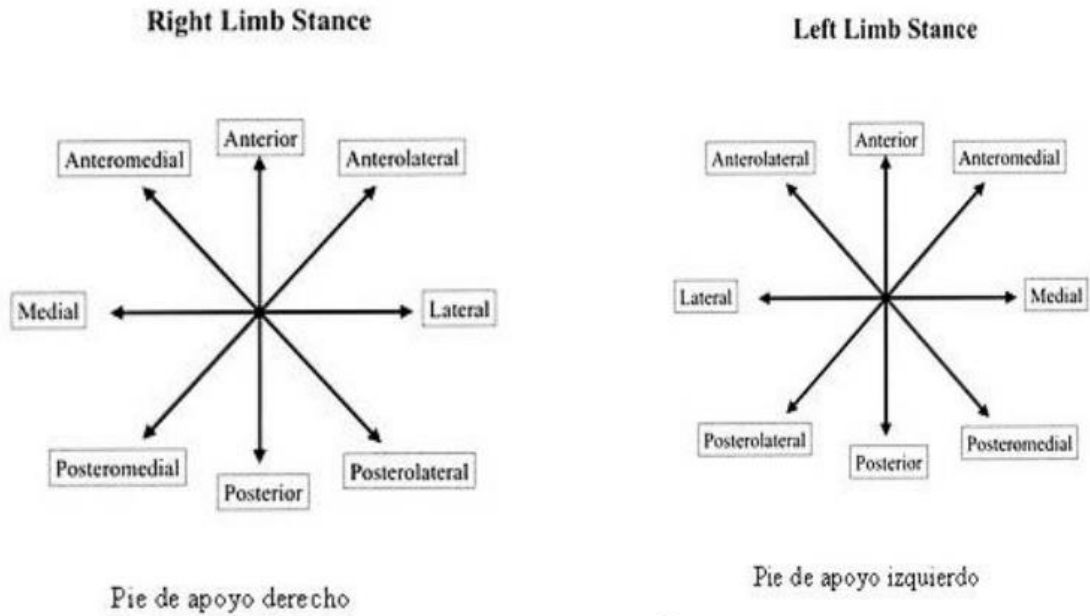 Right Limb Stance
Anterior
Anteromedial
Anterolateral
Medial
Lateral
Posteromedial
Posterolateral
Posterior
Pie de apoyo derecho
Left Limb Stance
Anterior
Anterolateral
Anteromedial
Lateral
Medial
Posterolateral
Posteromedial
Posterior
Pie de apoyo izquierdo